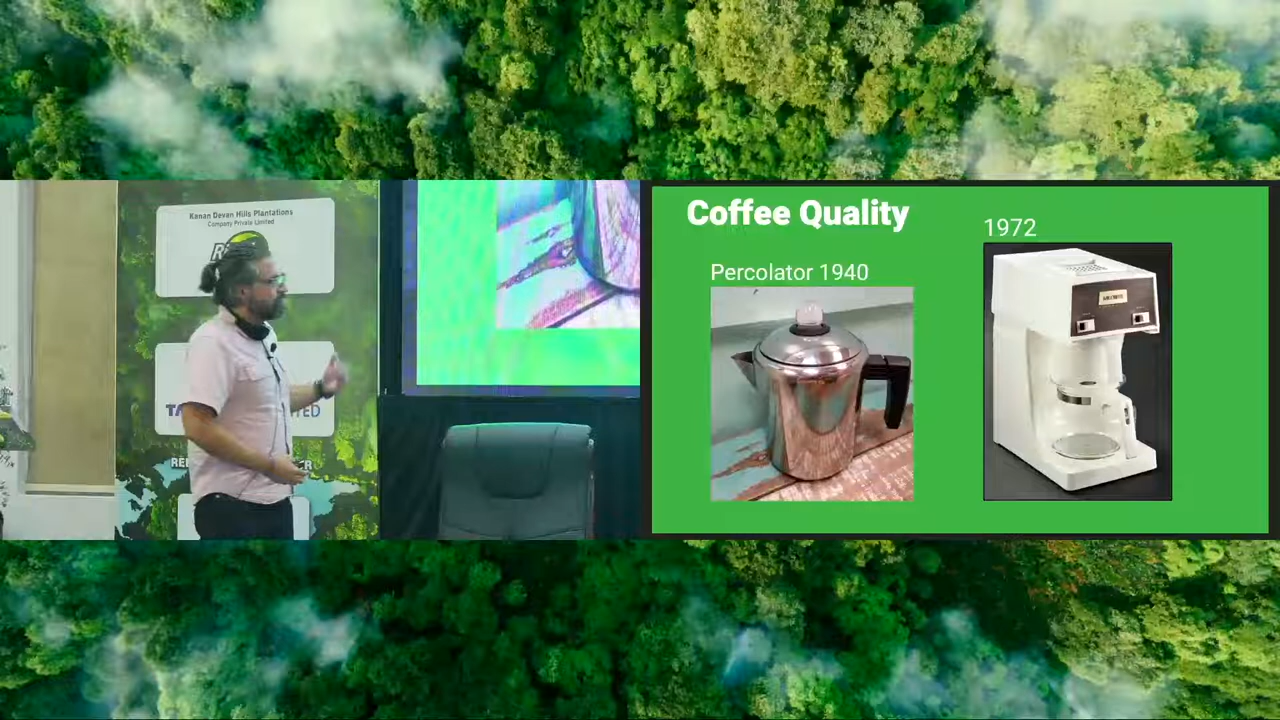 Kanan Devan Hills Plantations
Company Private Limited
Coffee Quality
Percolator 1940
1972